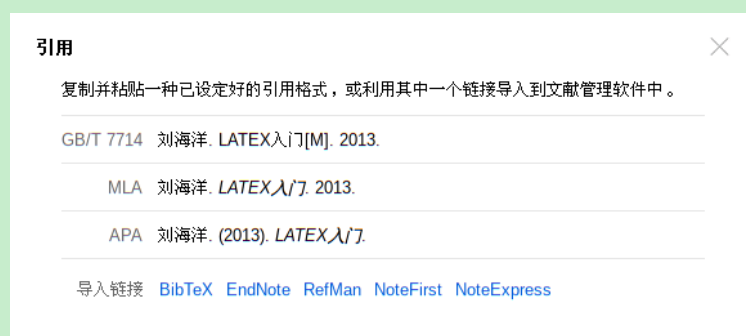 引用
复制并粘贴一种已设定好的引用格式，或利用其中一个链接导入到文献管理软件中。
GB/T 7714 刘海洋. LATEX入门[M]. 2013.
MLA 刘海洋. LATEX入门. 2013.
APA 刘海洋. (2013). LATEX入门.
导入链接 BibTeX EndNote RefMan NoteFirst NoteExpress